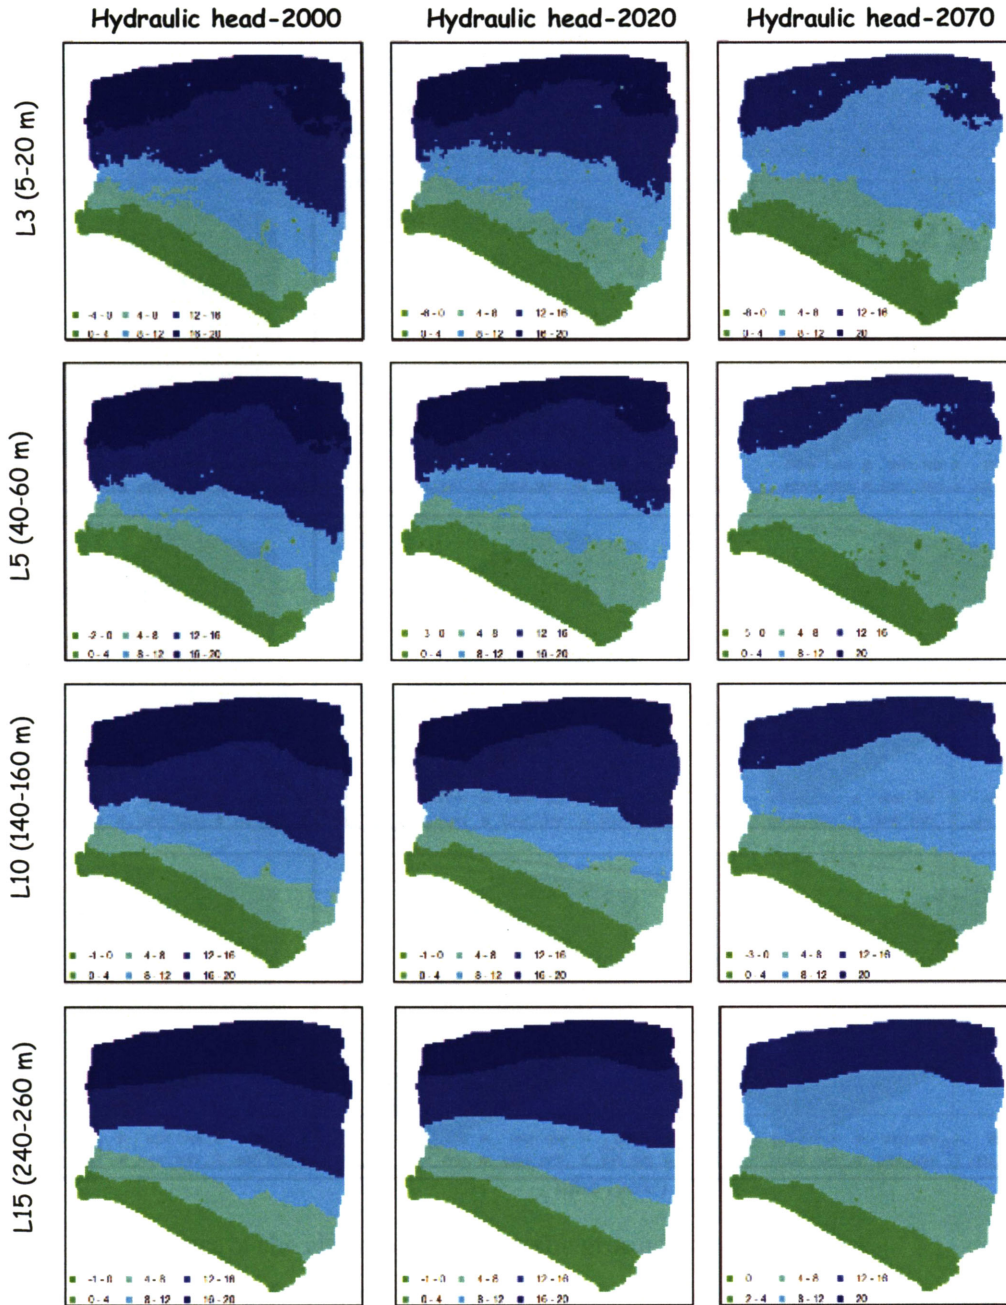 Hydraulic head-2000 Hydraulic head-2020 Hydraulic head-2070
L3 (5-20 m)
4 - 8 12 - 16
0 - 4 8 - 12 16 - 20
4 - 8 12 - 16
0 - 4 8 - 12 16 - 20
4 - 8 12 - 16
0 - 4 8 - 12 20
L5 (40-60 m)
-2 - 0 4 - 8 12 - 16
0 - 4 8 - 12 16 - 20
3 0 4 8 12 - 16
0 - 4 8 - 12 16 - 20
5 0 4 8 12 16
0 - 4 8 - 12 20
L10 (140-160 m)
-1 - 0 4 - 8 12 - 16
0 - 4 8 - 12 16 - 20
-1 - 0 4 - 8 12 - 16
0 - 4 8 - 12 16 - 20
-3 - 0 4 - 8 12 - 16
0 - 4 8 12 20
L15 (240-260 m)
-1 - 0 4 - 8 12 - 16
0 - 4 8 - 12 16 - 20
-1 - 0 4 - 8 12 - 16
0 - 4 8 - 12 16 - 20
0 4 - 8 12 - 16
2 - 4 8 - 12 20